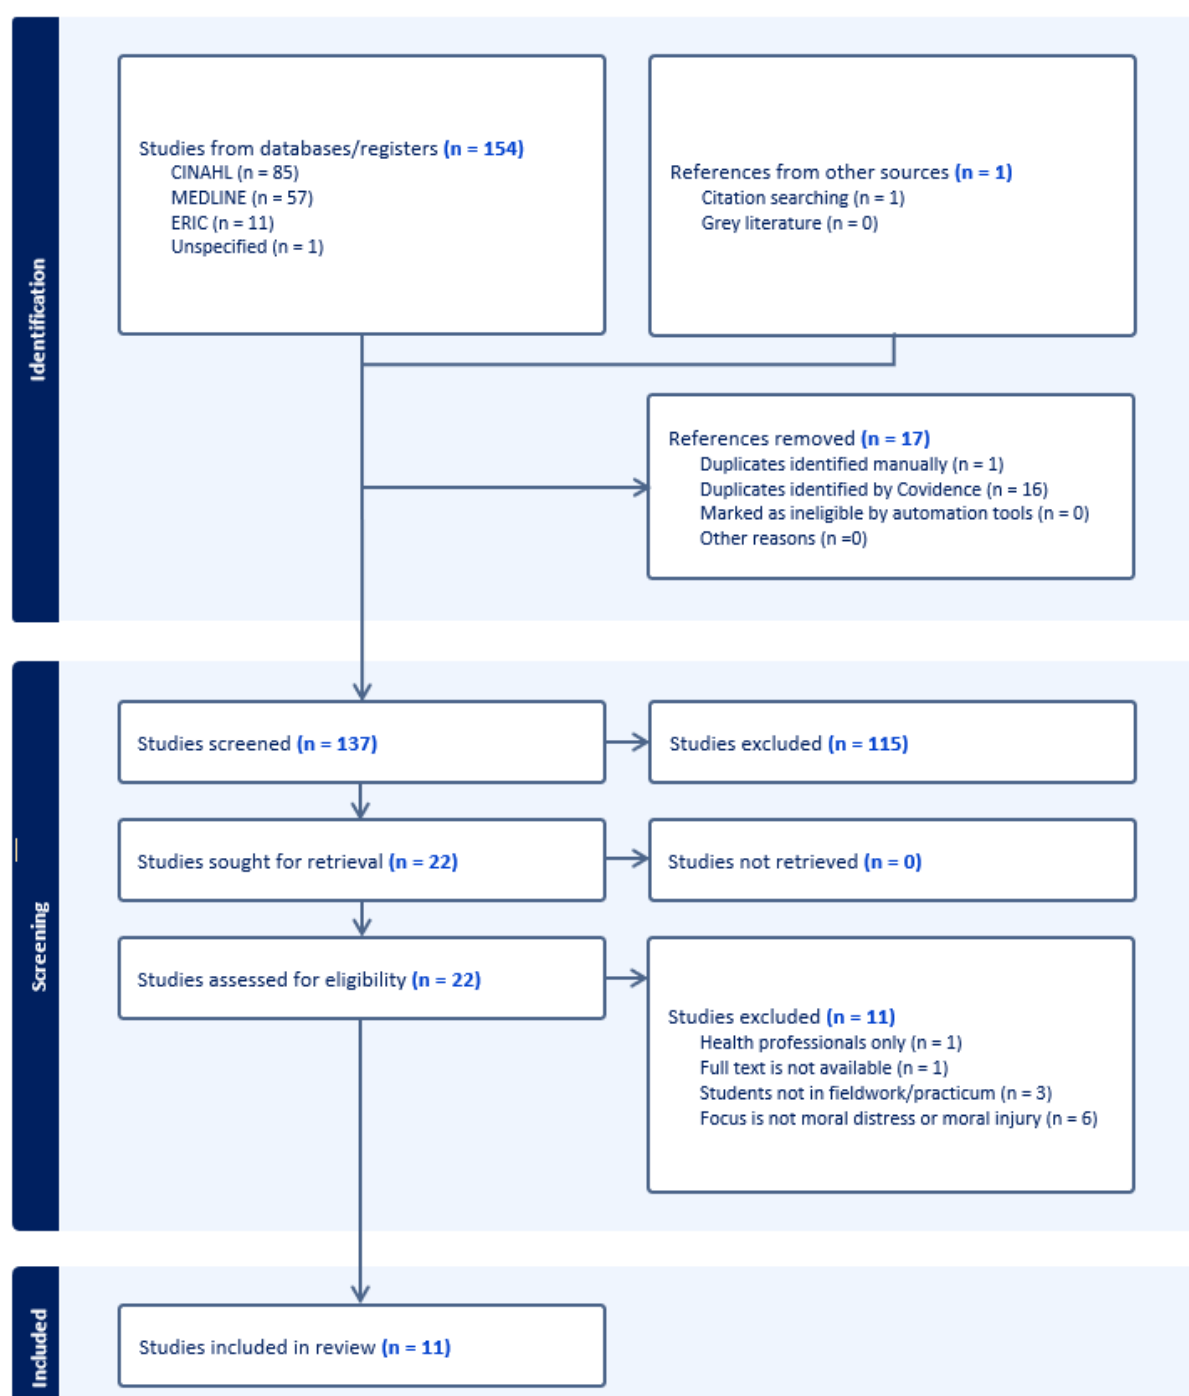 Identification
Studies from databases/registers (n = 154)
CINAHL (n = 85)
MEDLINE (n = 57)
ERIC (n = 11)
Unspecified (n = 1)
References from other sources (n = 1)
Citation searching (n = 1)
Grey literature (n = 0)
References removed (n = 17)
Duplicates identified manually (n = 1)
Duplicates identified by Covidence (n = 16)
Marked as ineligible by automation tools (n = 0)
Other reasons (n =0)
Screening
Studies screened (n = 137)
Studies excluded (n = 115)
Studies sought for retrieval (n = 22)
Studies not retrieved (n = 0)
Studies assessed for eligibility (n = 22)
Studies excluded (n = 11)
Health professionals only (n = 1)
Full text is not available (n = 1)
Students not in fieldwork/practicum (n = 3)
Focus is not moral distress or moral injury (n = 6)
Included
Studies included in review (n = 11)